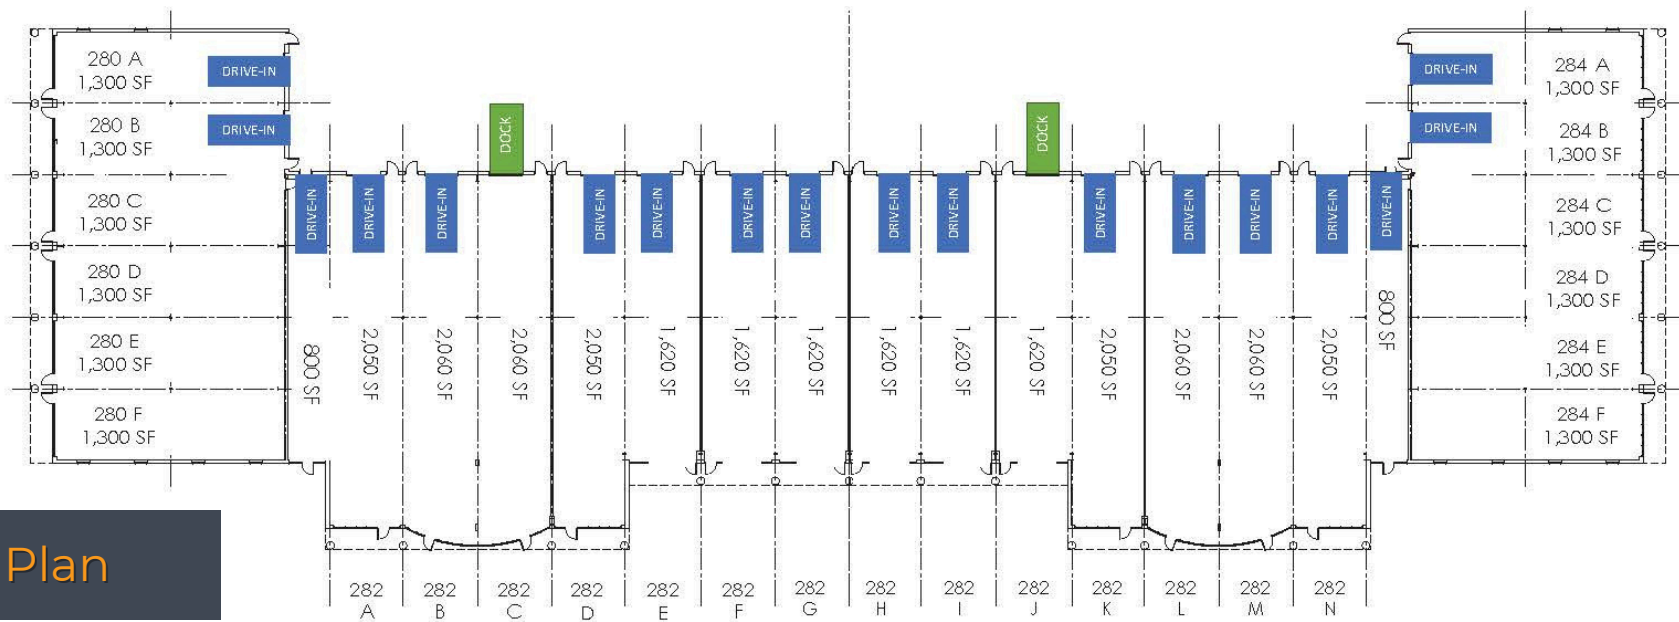 280 A
1,300 SF
DRIVE-IN
280 B
1,300 SF
DRIVE-IN
280 C
1,300 SF
280 D
1,300 SF
280 E
1,300 SF
280 F
1,300 SF
DOCK
DOCK
DRIVE-IN
DRIVE-IN
DRIVE-IN
DRIVE-IN
DRIVE-IN
DRIVE-IN
DRIVE-IN
DRIVE-IN
DRIVE-IN
DRIVE-IN
DRIVE-IN
DRIVE-IN
DRIVE-IN
DRIVE-IN
800 SF
2,050 SF
2,060 SF
2,060 SF
2,050 SF
1,620 SF
1,620 SF
1,620 SF
1,620 SF
1,620 SF
1,620 SF
2,050 SF
2,060 SF
2,060 SF
2,050 SF
800 SF
DRIVE-IN
284 A
1,300 SF
DRIVE-IN
284 B
1,300 SF
284 C
1,300 SF
284 D
1,300 SF
284 E
1,300 SF
284 F
1,300 SF
Plan
282
A
282
B
282
C
282
D
282
E
282
F
282
G
282
H
282
I
282
J
282
K
282
L
282
M
282
N